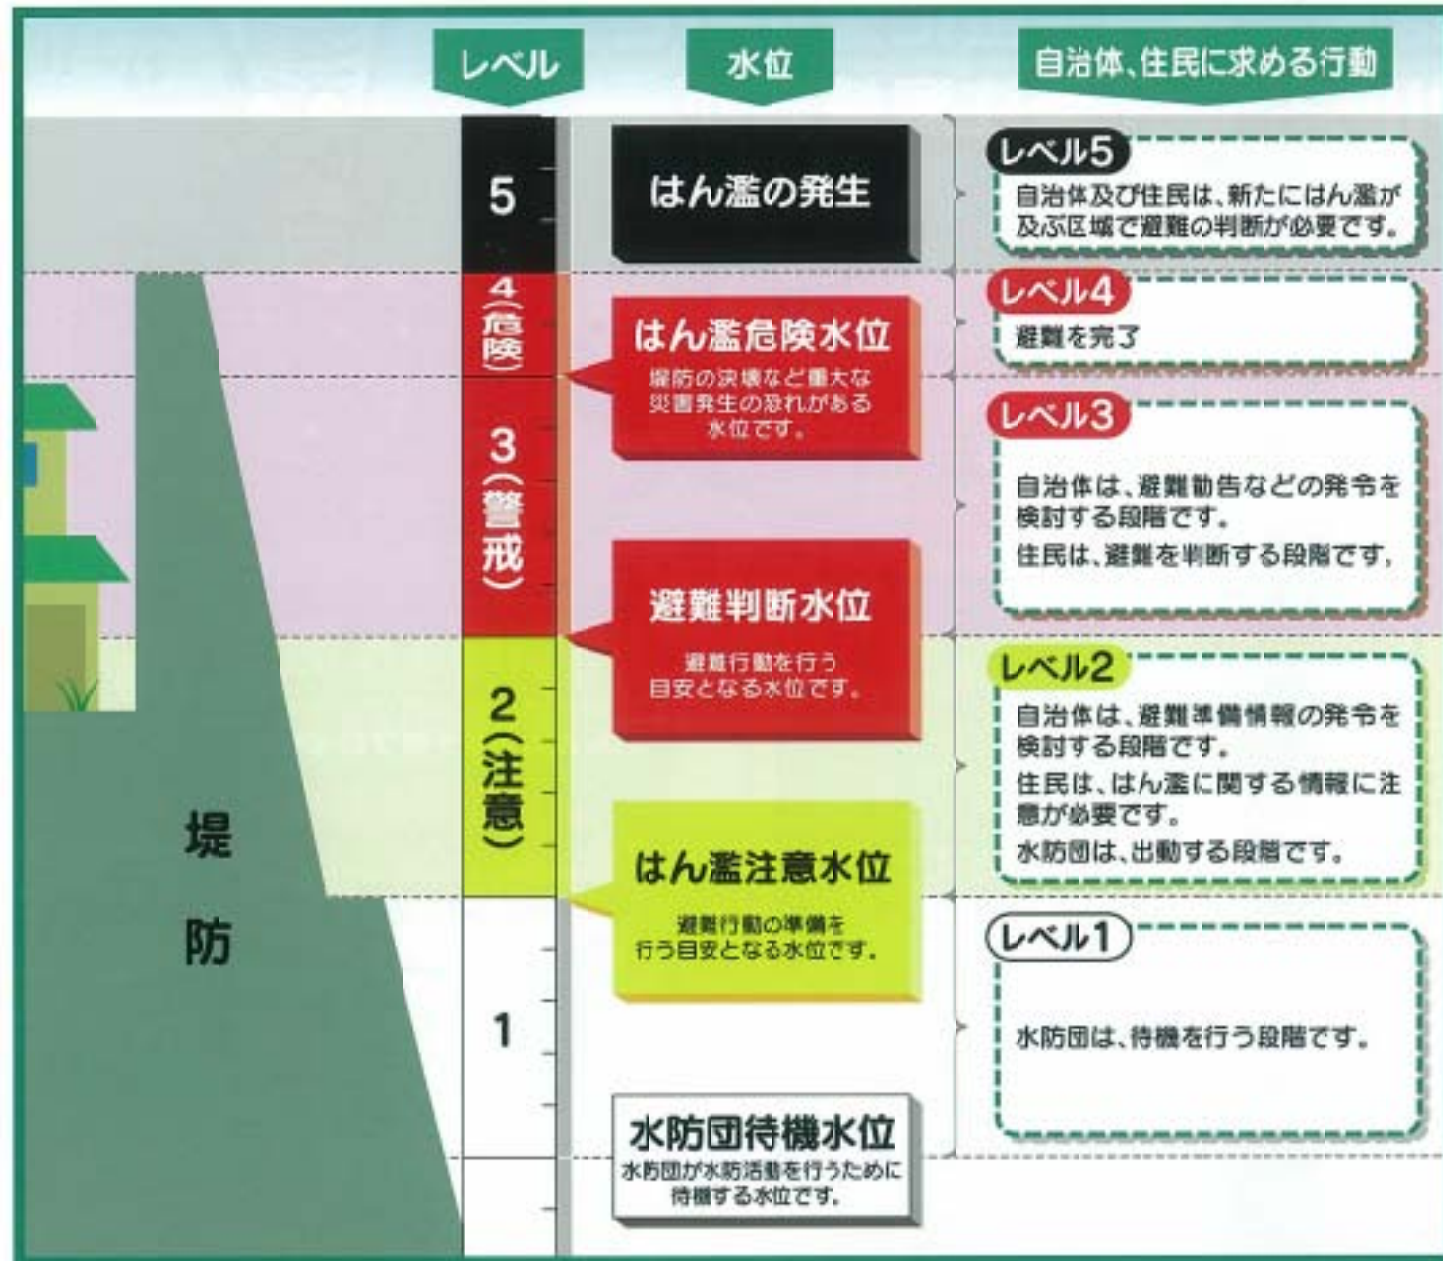 レベル
水位
自治体、住民に求める行動
5
はん濫の発生
レベル5
自治体及び住民は、新たにはん濫が
及ぶ区域で避難の判断が必要です。
4(危険)
はん濫危険水位
堤防の決壊など重大な
災害発生の恐れがある
水位です。
レベル4
避難を完了
3(警戒)
レベル3
自治体は、避難勧告などの発令を
検討する段階です。
住民は、避難を判断する段階です。
避難判断水位
避難行動を行う
目安となる水位です。
2(注意)
レベル2
自治体は、避難準備情報の発令を
検討する段階です。
住民は、はん濫に関する情報に注
意が必要です。
水防団は、出動する段階です。
はん濫注意水位
避難行動の準備を
行う目安となる水位です。
堤防
1
レベル1
水防団は、待機を行う段階です。
水防団待機水位
水防団が水防活動を行うために
待機する水位です。